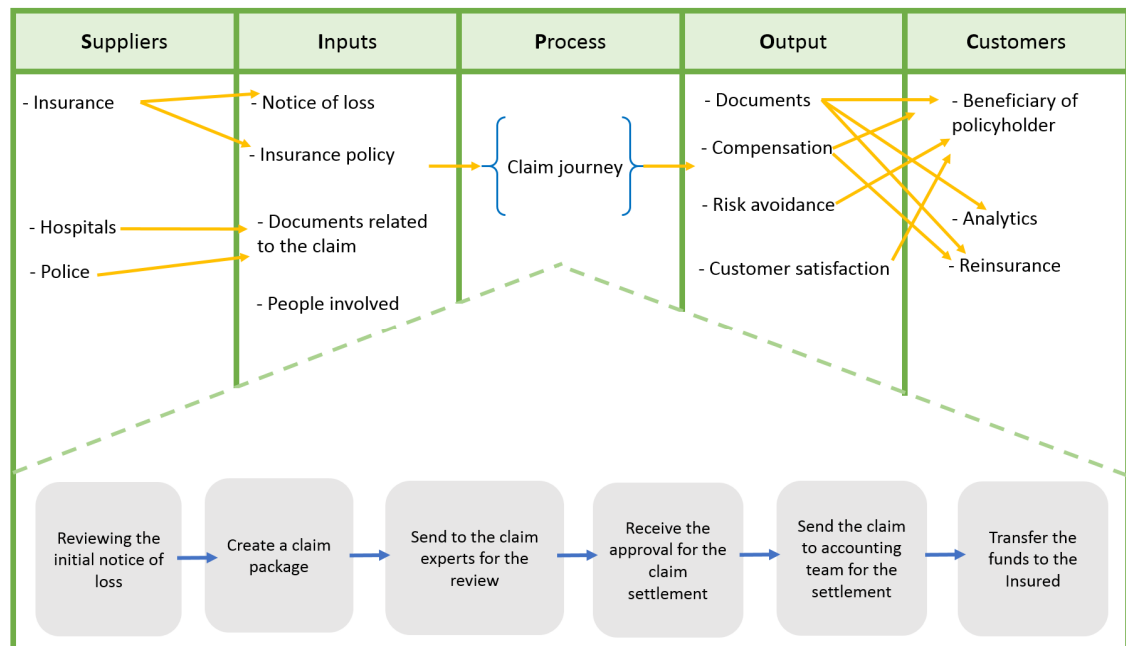 Suppliers
Inputs
Process
Output
Customers
- Insurance
- Hospitals
- Police
- Notice of loss
- Insurance policy
- Documents related
to the claim
- People involved
Claim journey
- Documents
- Compensation
- Risk avoidance
- Customer satisfaction
- Beneficiary of
policyholder
- Analytics
- Reinsurance
Reviewing the
initial notice of
loss
Create a claim
package
Send to the claim
experts for the
review
Receive the
approval for the
claim
settlement
Send the claim
to accounting
team for the
settlement
Transfer the
funds to the
Insured